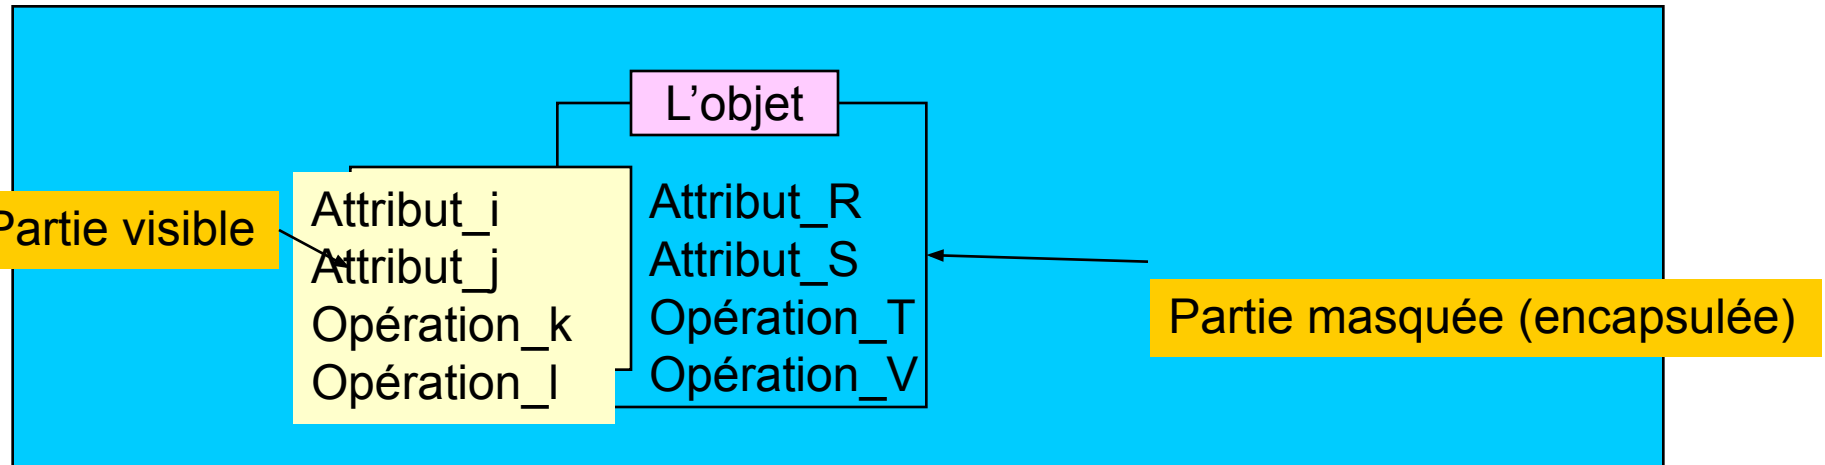 L’objet
Partie visible
Attribut_i
Attribut_j
Opération_k
Opération_l
Attribut_R
Attribut_S
Opération_T
Opération_V
Partie masquée (encapsulée)